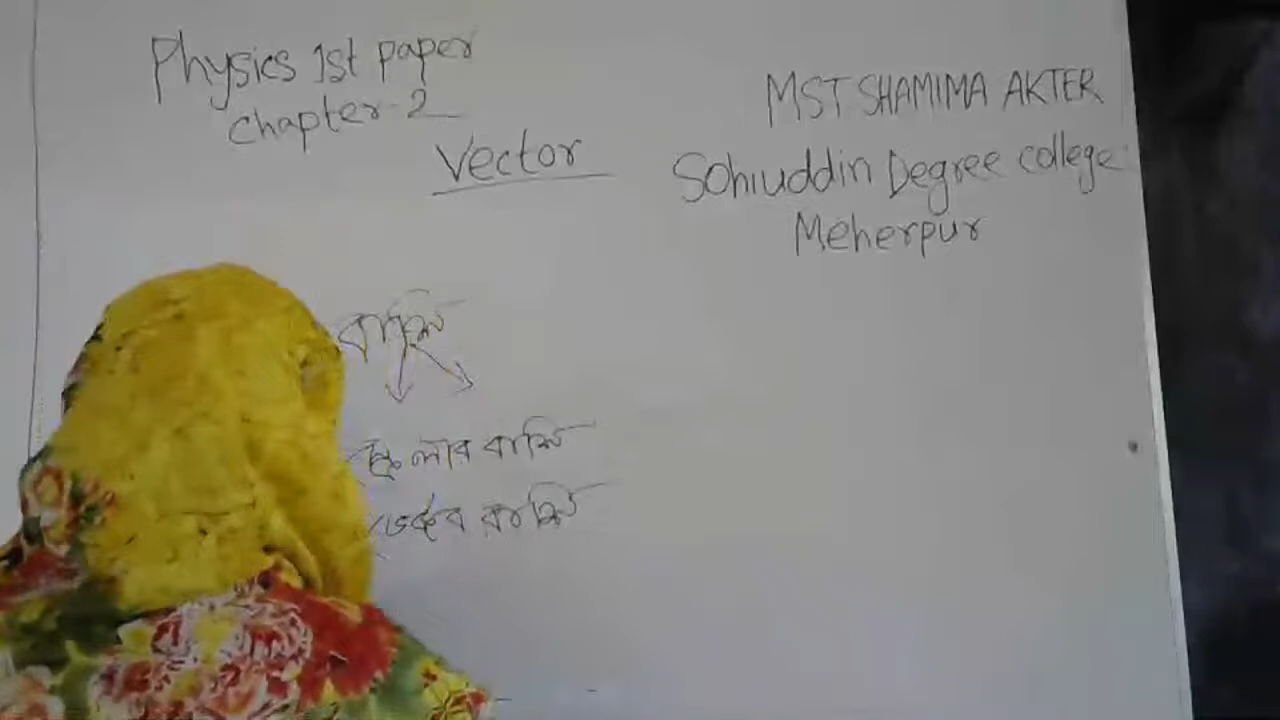 Physics 1st paper
chapter-2
Vector
MST SHAMIMA AKTER
Sohiuddin Degree college
Meherpur
রাশি
স্কেলার রাশি
ভেক্টর রাশি